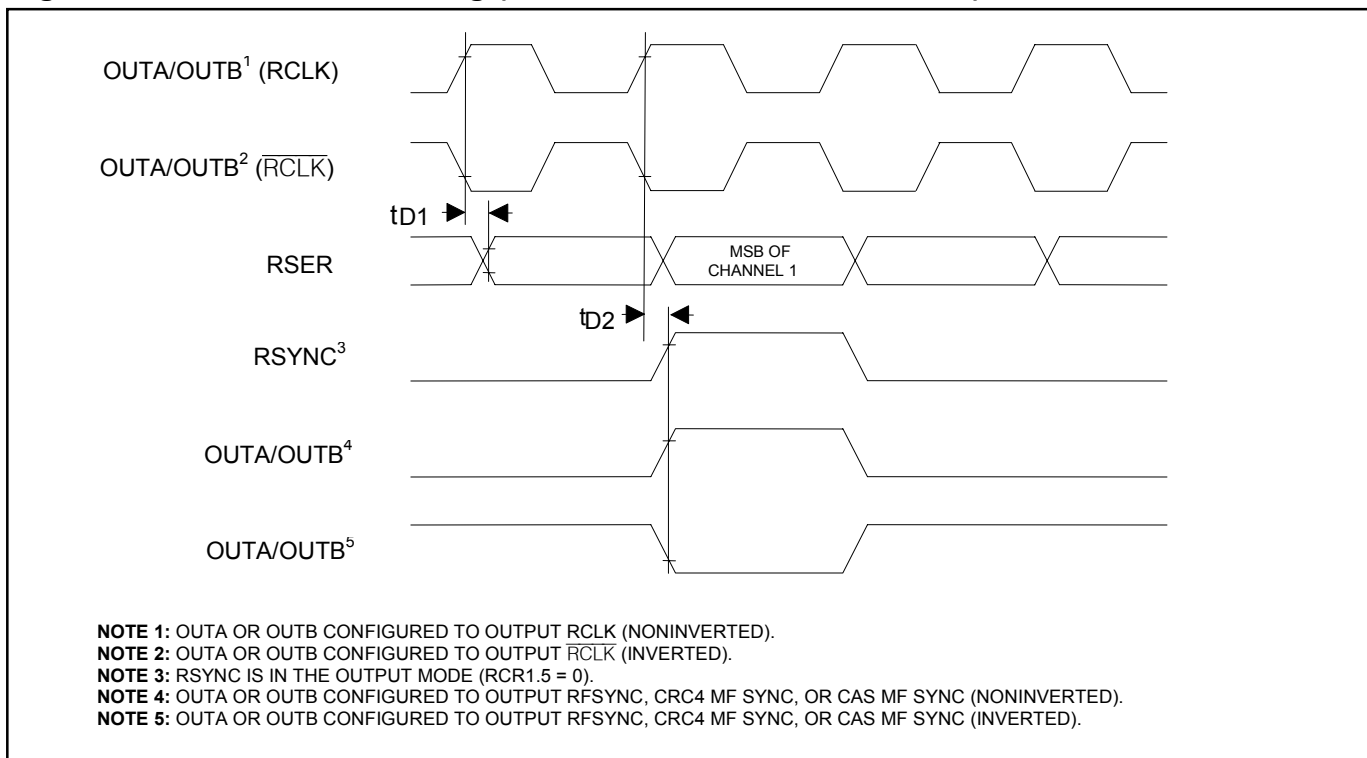 OUTA/OUTB1 (RCLK)
OUTA/OUTB2 (RCLK)
tD1
RSER
MSB OF
CHANNEL 1
tD2
RSYNC3
OUTA/OUTB4
OUTA/OUTB5
NOTE 1: OUTA OR OUTB CONFIGURED TO OUTPUT RCLK (NONINVERTED).
NOTE 2: OUTA OR OUTB CONFIGURED TO OUTPUT RCLK (INVERTED).
NOTE 3: RSYNC IS IN THE OUTPUT MODE (RCR1.5 = 0).
NOTE 4: OUTA OR OUTB CONFIGURED TO OUTPUT RFSYNC, CRC4 MF SYNC, OR CAS MF SYNC (NONINVERTED).
NOTE 5: OUTA OR OUTB CONFIGURED TO OUTPUT RFSYNC, CRC4 MF SYNC, OR CAS MF SYNC (INVERTED).